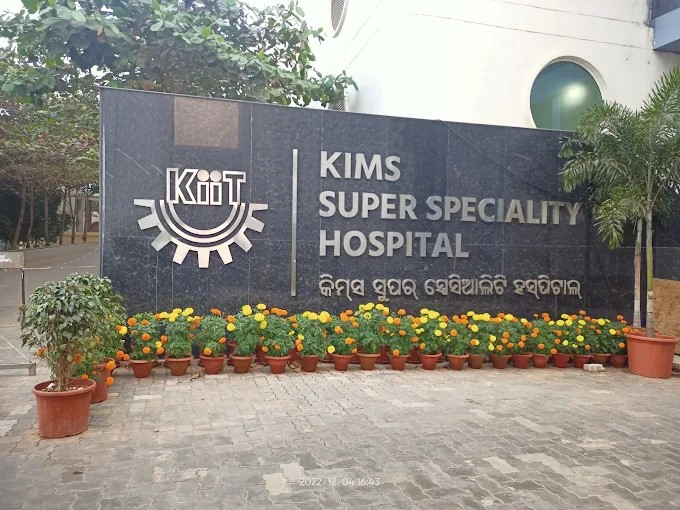 KiiT
KIMS
SUPER SPECIALITY
HOSPITAL
କିମ୍‌ସ ସୁପର ସ୍ପେସିଆଲିଟି ହସ୍‌ପିଟାଲ୍
2022-12-04 16:43